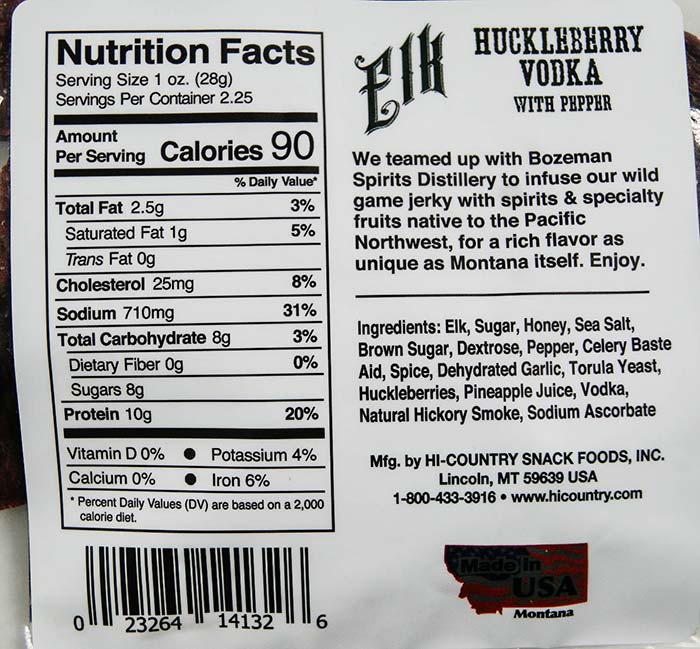 Nutrition Facts
Serving Size 1 oz. (28g)
Servings Per Container 2.25
Amount
Per Serving Calories 90
% Daily Value*
Total Fat 2.5g 3%
Saturated Fat 1g 5%
Trans Fat 0g
Cholesterol 25mg 8%
Sodium 710mg 31%
Total Carbohydrate 8g 3%
Dietary Fiber 0g 0%
Sugars 8g
Protein 10g 20%
Vitamin D 0% ● Potassium 4%
Calcium 0% ● Iron 6%
* Percent Daily Values (DV) are based on a 2,000
calorie diet.
0 23264 14132 6
Elk
HUCKLEBERRY
VODKA
WITH PEPPER
We teamed up with Bozeman
Spirits Distillery to infuse our wild
game jerky with spirits & specialty
fruits native to the Pacific
Northwest, for a rich flavor as
unique as Montana itself. Enjoy.
Ingredients: Elk, Sugar, Honey, Sea Salt,
Brown Sugar, Dextrose, Pepper, Celery Baste
Aid, Spice, Dehydrated Garlic, Torula Yeast,
Huckleberries, Pineapple Juice, Vodka,
Natural Hickory Smoke, Sodium Ascorbate
Mfg. by HI-COUNTRY SNACK FOODS, INC.
Lincoln, MT 59639 USA
1-800-433-3916 • www.hicountry.com
Made in
USA
Montana